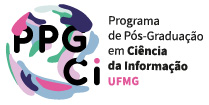 PPG
Ci
Programa
de Pós-Graduação
em Ciência
da Informação
UFMG